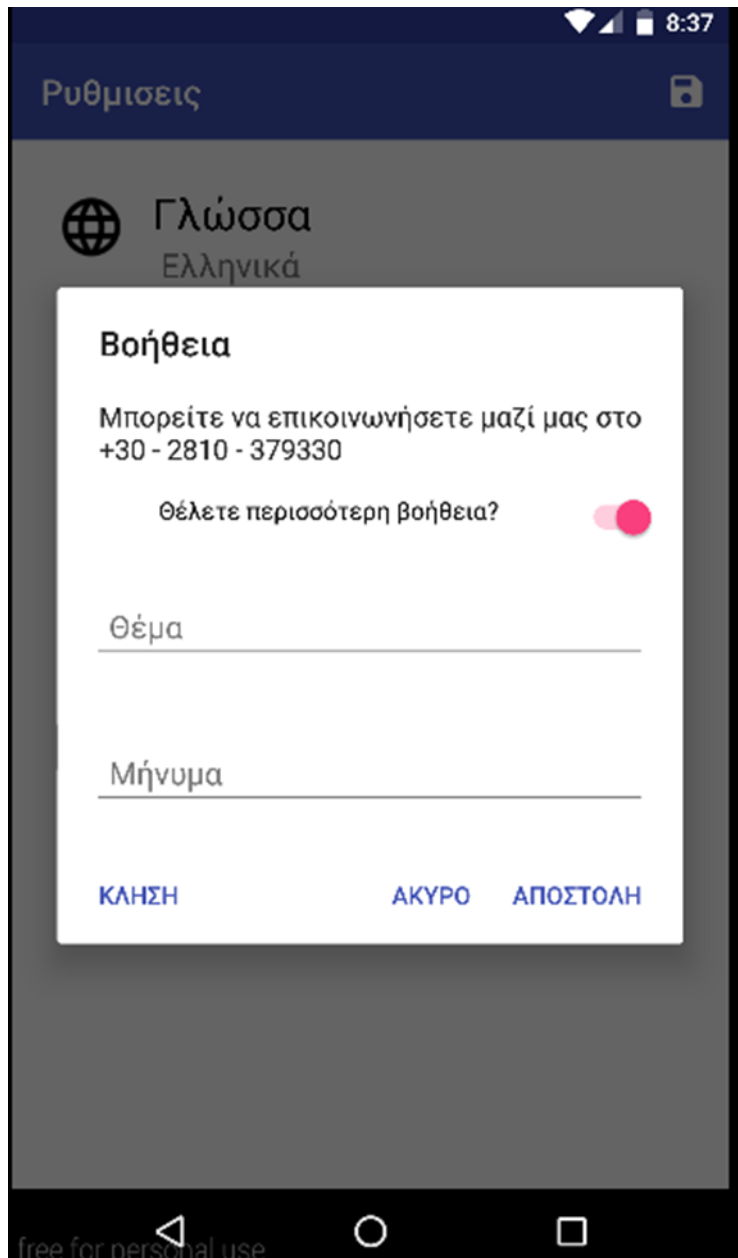 8:37
Ρυθμισεις
Γλώσσα
Ελληνικά
Βοήθεια
Μπορείτε να επικοινωνήσετε μαζί μας στο
+30 - 2810 - 379330
Θέλετε περισσότερη βοήθεια?
Θέμα
Μήνυμα
ΚΛΗΣΗ ΑΚΥΡΟ ΑΠΟΣΤΟΛΗ
free for personal use